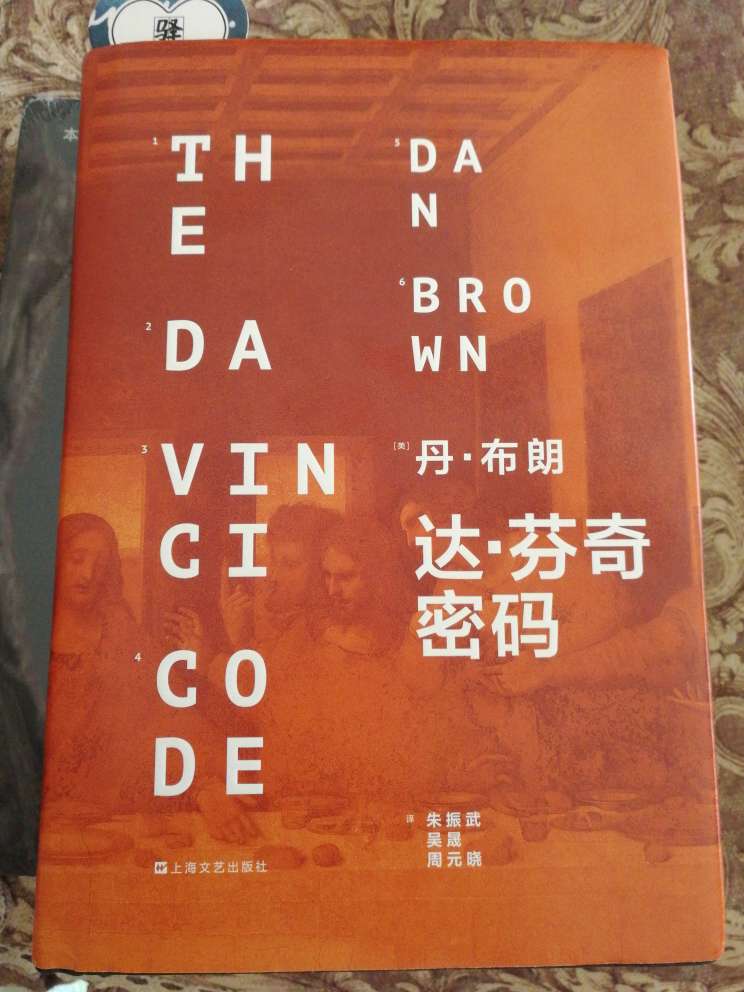 驿
本
1 TH
E
2 DA
3 VIN
CI
4 CO
DE
5 DA
N
6 BRO
WN
[美] 丹·布朗
达·芬奇
密码
译 朱振武
吴晟
周元晓
上海文艺出版社